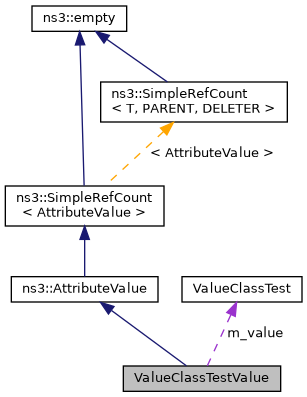 ns3::empty
ns3::SimpleRefCount
< T, PARENT, DELETER >
< AttributeValue >
ns3::SimpleRefCount
< AttributeValue >
ns3::AttributeValue
ValueClassTest
m_value
ValueClassTestValue